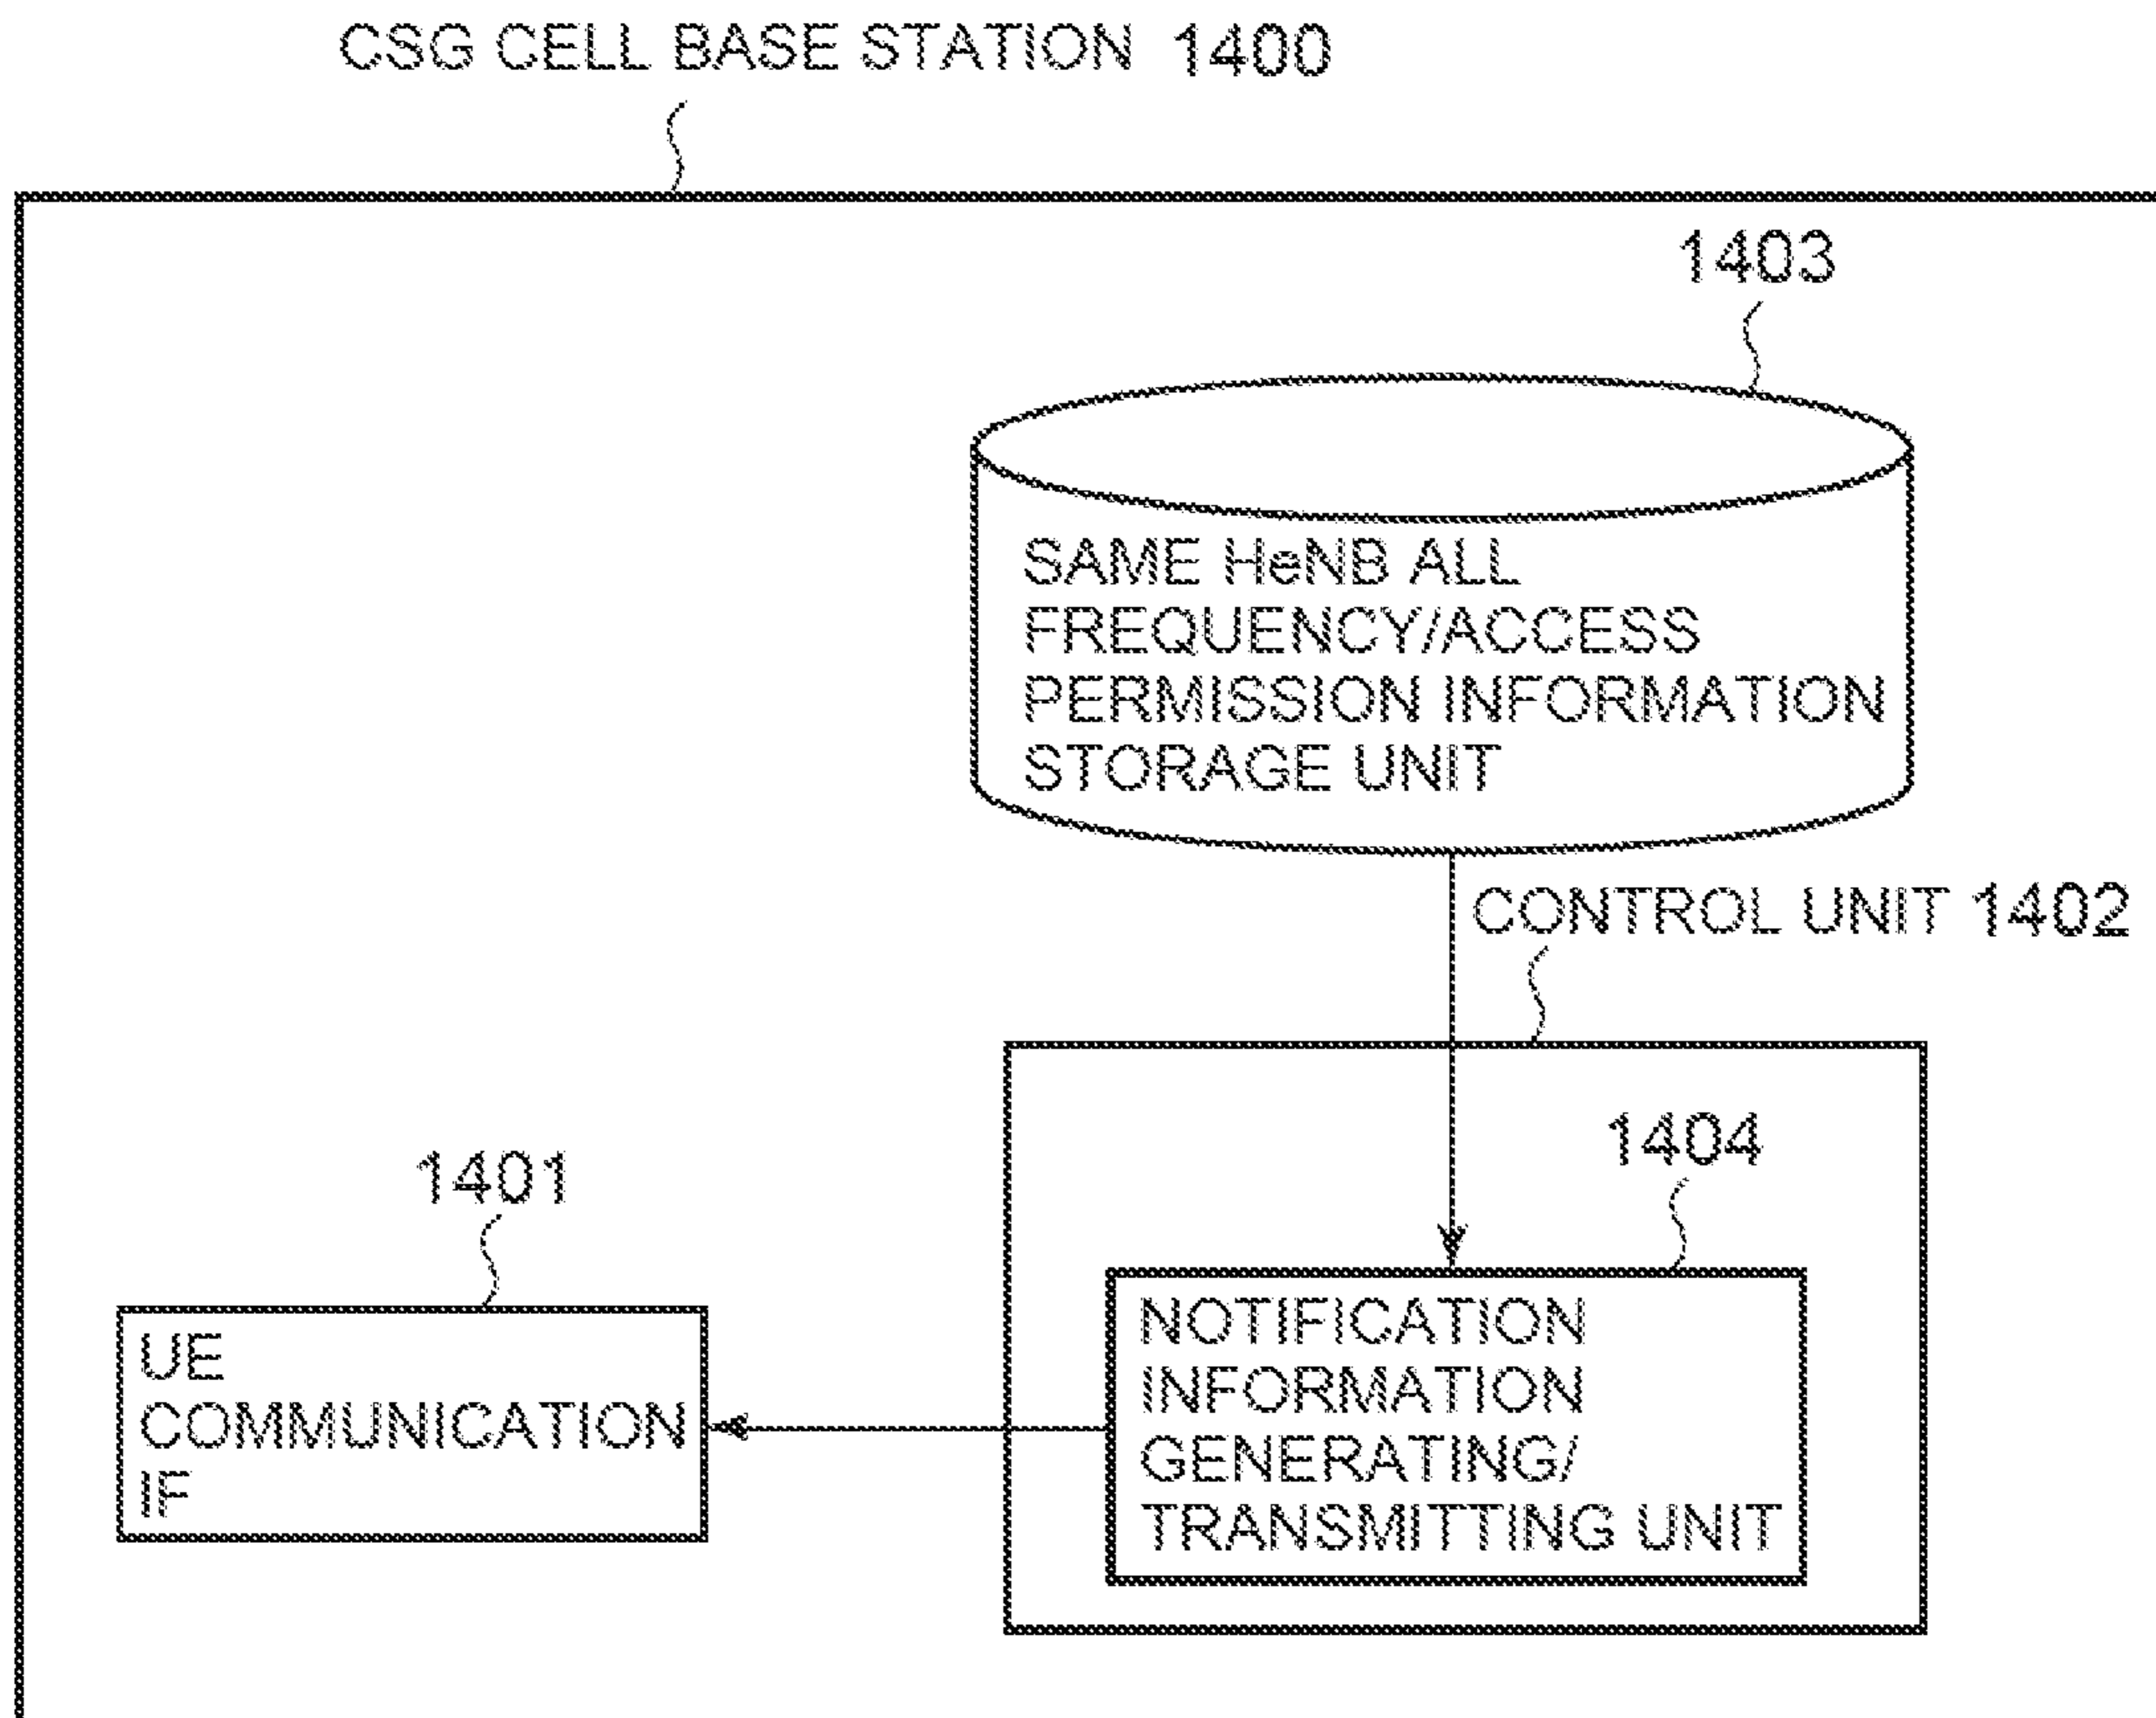 CSG CELL BASE STATION 1400
1403
SAME HeNB ALL
FREQUENCY/ACCESS
PERMISSION INFORMATION
STORAGE UNIT
CONTROL UNIT 1402
1404
NOTIFICATION
INFORMATION
GENERATING/
TRANSMITTING UNIT
1401
UE
COMMUNICATION
IF